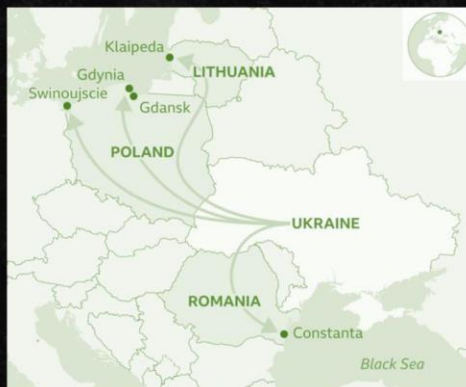 Klaipeda
LITHUANIA
Gdynia
Swinoujscie
Gdansk
POLAND
UKRAINE
ROMANIA
Constanta
Black Sea